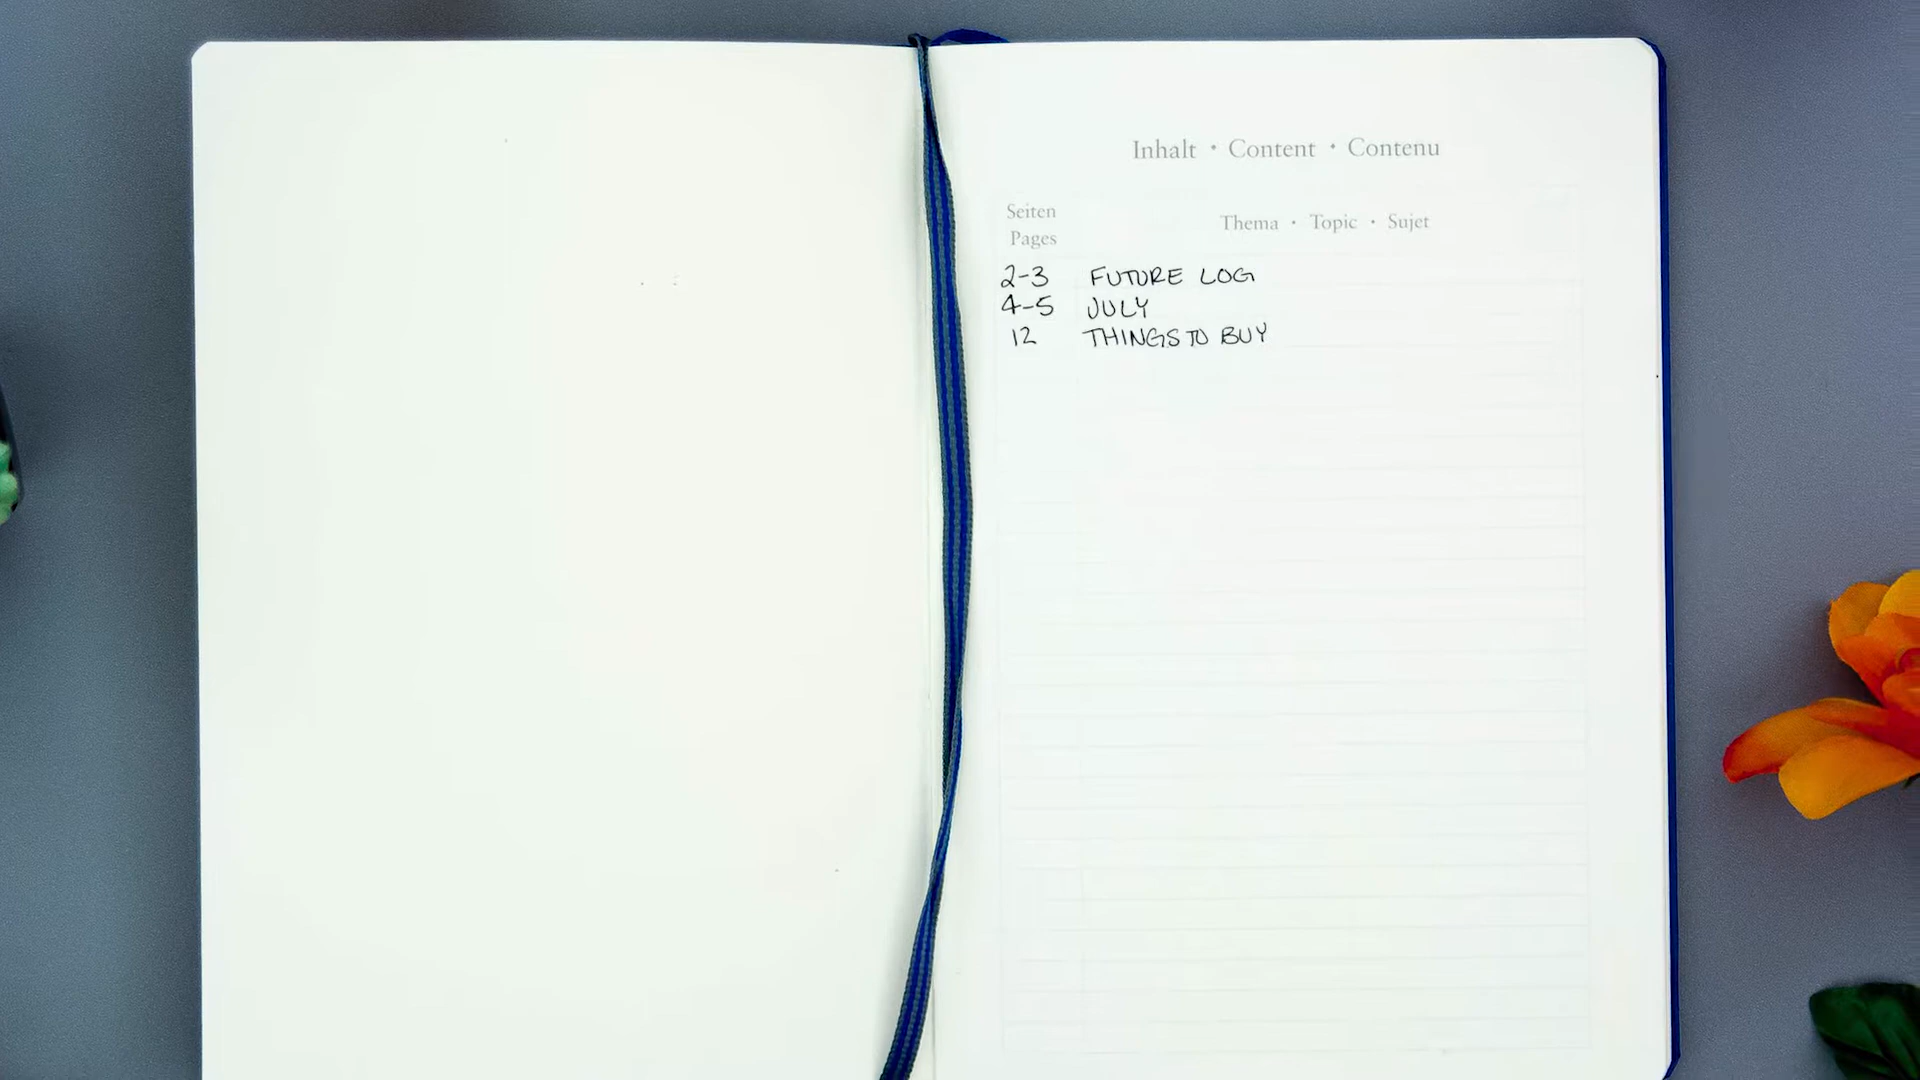 Inhalt • Content • Contenu
Seiten
Pages
Thema • Topic • Sujet
2-3 FUTURE LOG
4-5 JULY
12 THINGS TO BUY